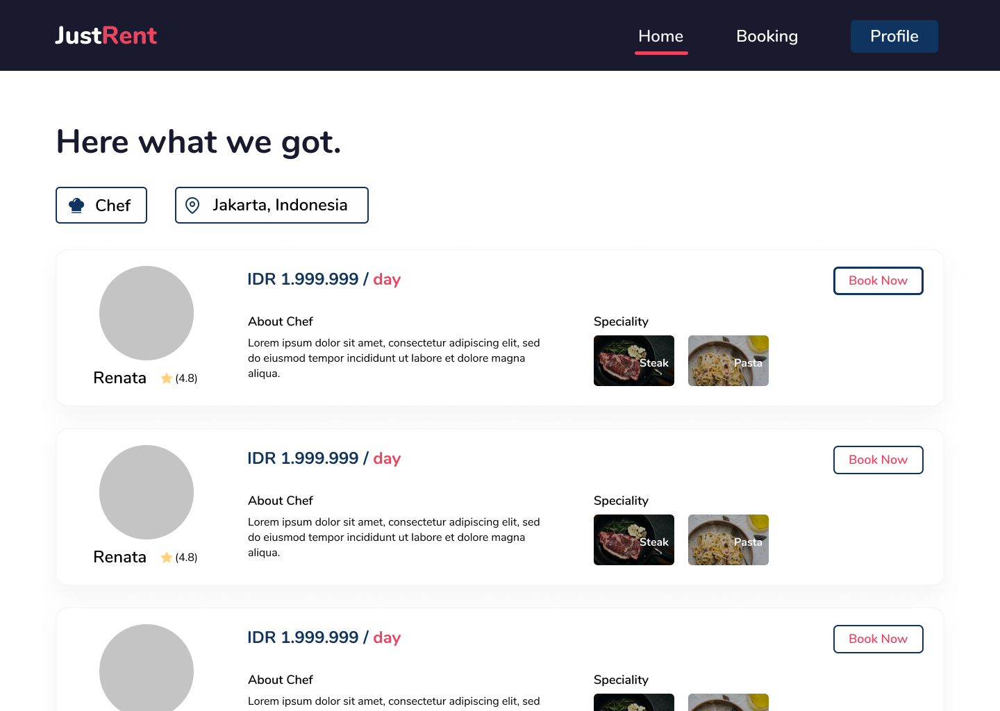 JustRent
Home
Booking
Profile
Here what we got.
Chef
Jakarta, Indonesia
IDR 1.999.999 / day
Book Now
About Chef
Speciality
Lorem ipsum dolor sit amet, consectetur adipiscing elit, sed
do eiusmod tempor incididunt ut labore et dolore magna
aliqua.
Steak
Pasta
Renata
(4.8)
IDR 1.999.999 / day
Book Now
About Chef
Speciality
Lorem ipsum dolor sit amet, consectetur adipiscing elit, sed
do eiusmod tempor incididunt ut labore et dolore magna
aliqua.
Steak
Pasta
Renata
(4.8)
IDR 1.999.999 / day
Book Now
About Chef
Speciality
Lorem ipsum dolor sit amet, consectetur adipiscing elit, sed